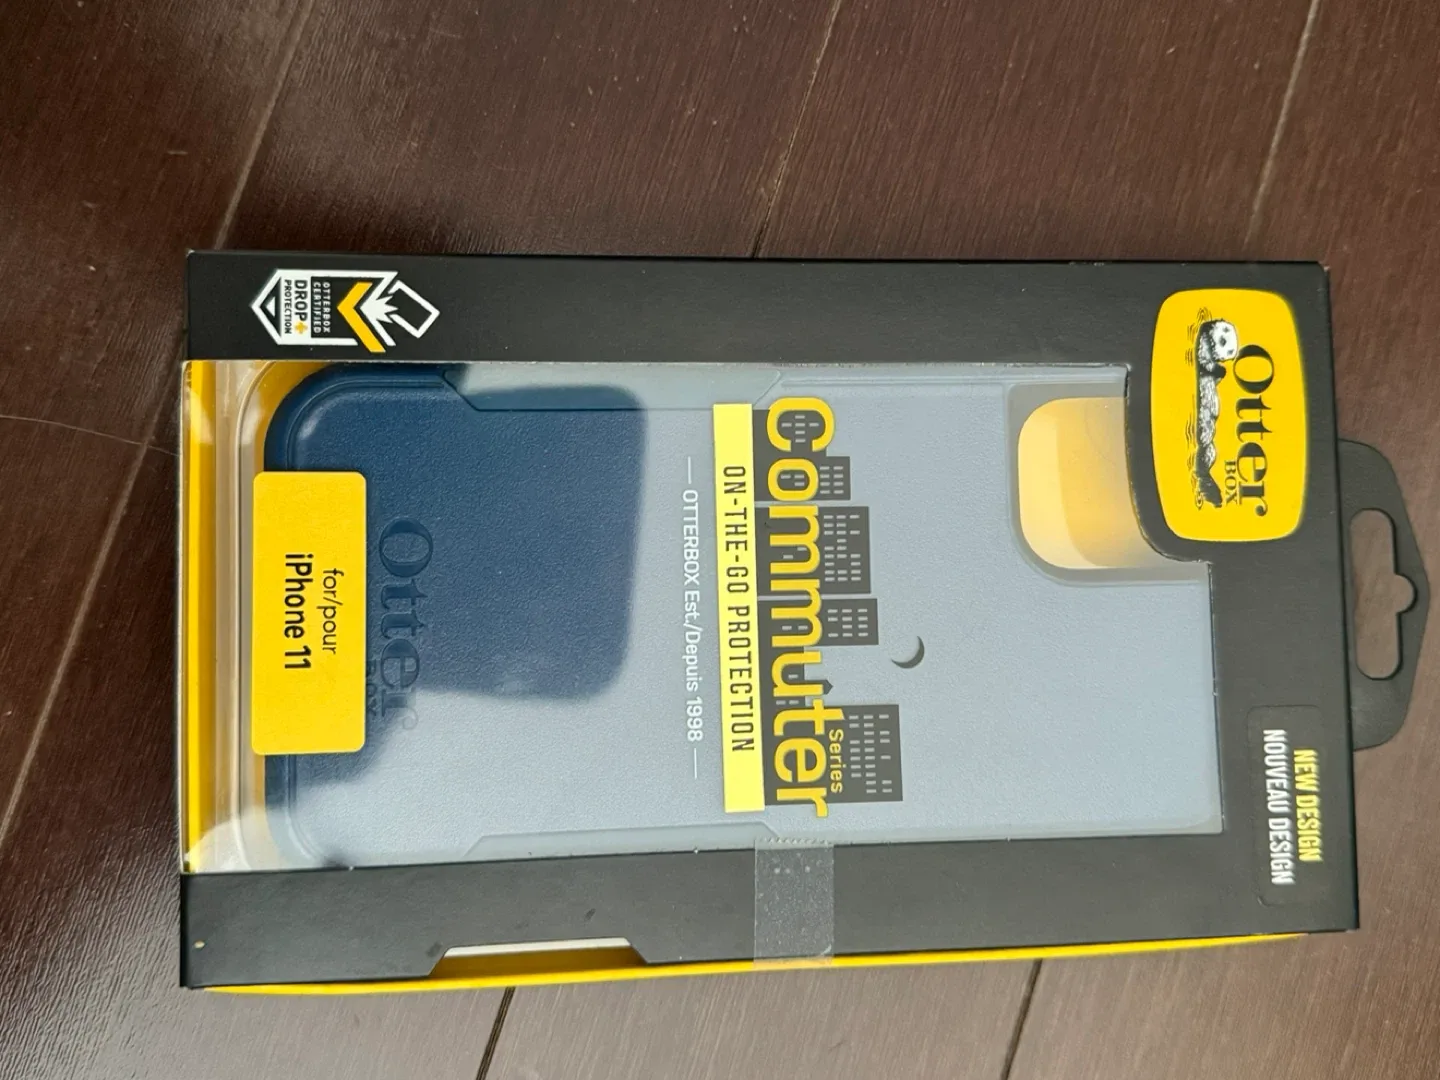 Otter
BOX
NEW DESIGN
NOUVEAU DESIGN
Commuter
Series
ON-THE-GO PROTECTION
— OTTERBOX Est./Depuis 1998 —
OTTERBOX
CERTIFIED
DROP+
PROTECTION
Otter
BOX
for/pour
iPhone 11